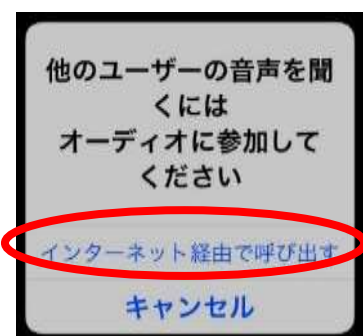 他のユーザーの音声を聞
くには
オーディオに参加して
ください
インターネット経由で呼び出す
キャンセル